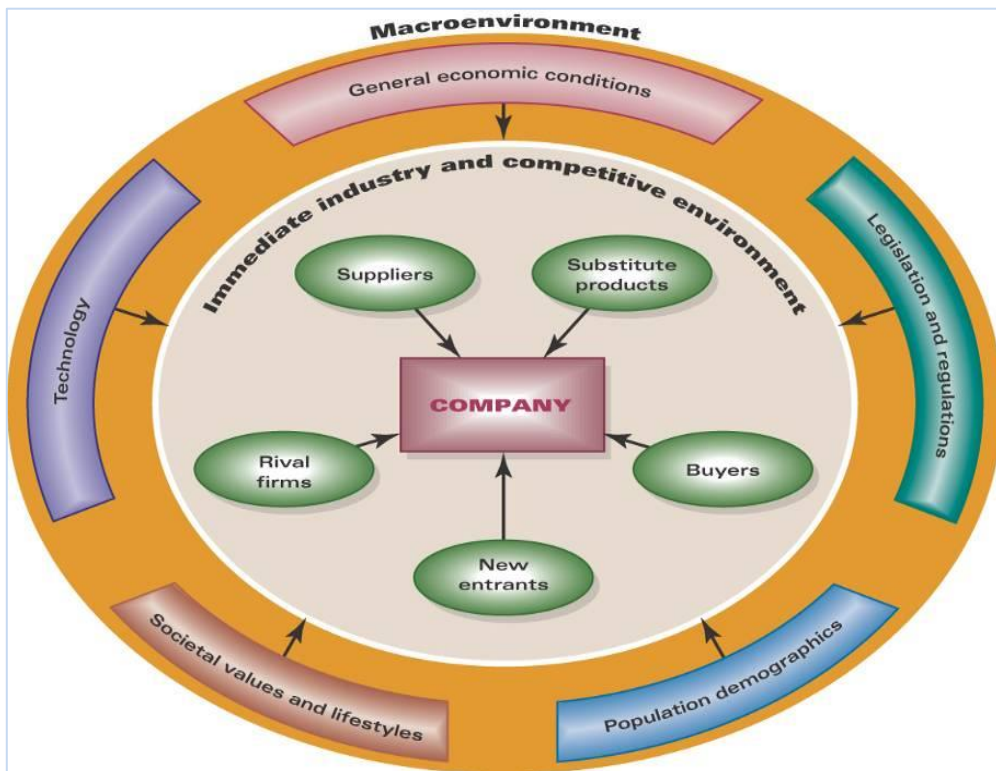 Macroenvironment
General economic conditions
Immediate industry and competitive environment
Technology
Legislation and regulations
Suppliers
Substitute
products
COMPANY
Rival
firms
Buyers
New
entrants
Societal values and lifestyles
Population demographics